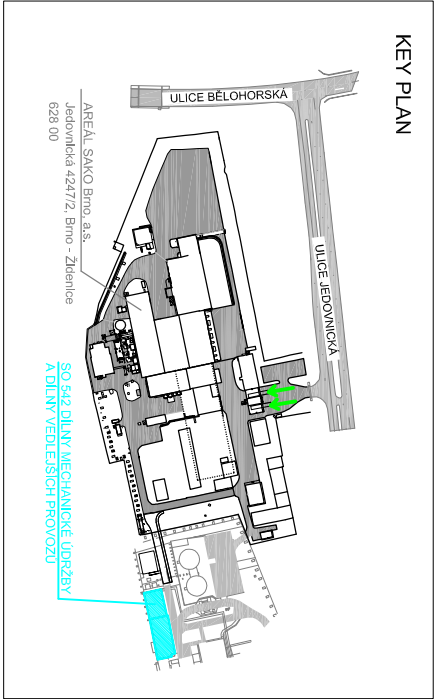 KEY PLAN
ULICE BĚLOHORSKÁ
ULICE JEDOVNICKÁ
AREÁL SAKO Brno, a.s.
Jedovnická 4247/2, Brno - Židenice
628 00
SO 542 DÍLNY MECHANICKÉ ÚDRŽBY
A DÍLNY VEDLEJŠÍCH PROVOZU